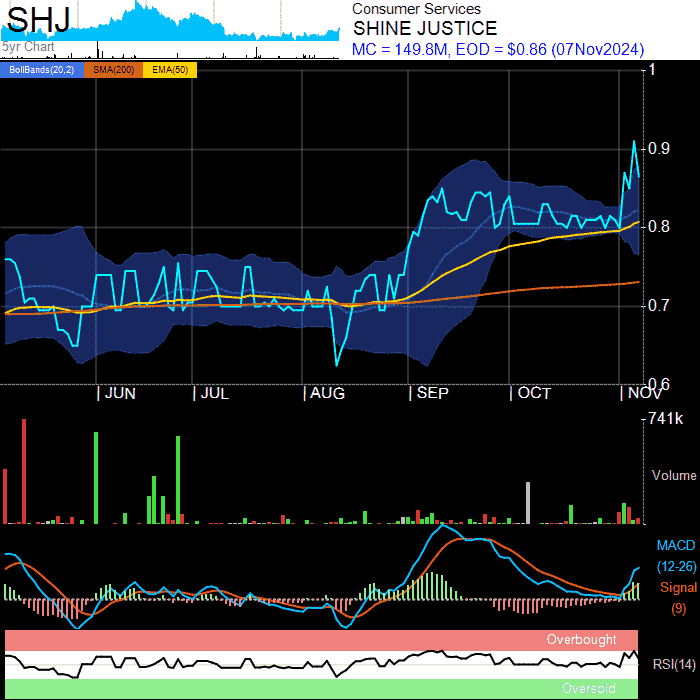 SHJ
5yr Chart
Consumer Services
SHINE JUSTICE
MC = 149.8M, EOD = $0.86 (07Nov2024)
BollBands(20,2) SMA(200) EMA(50)
1
0.9
0.8
0.7
0.6
JUN JUL AUG SEP OCT NOV
741k
Volume
MACD
(12-26)
Signal
(9)
Overbought
RSI(14)
Oversold